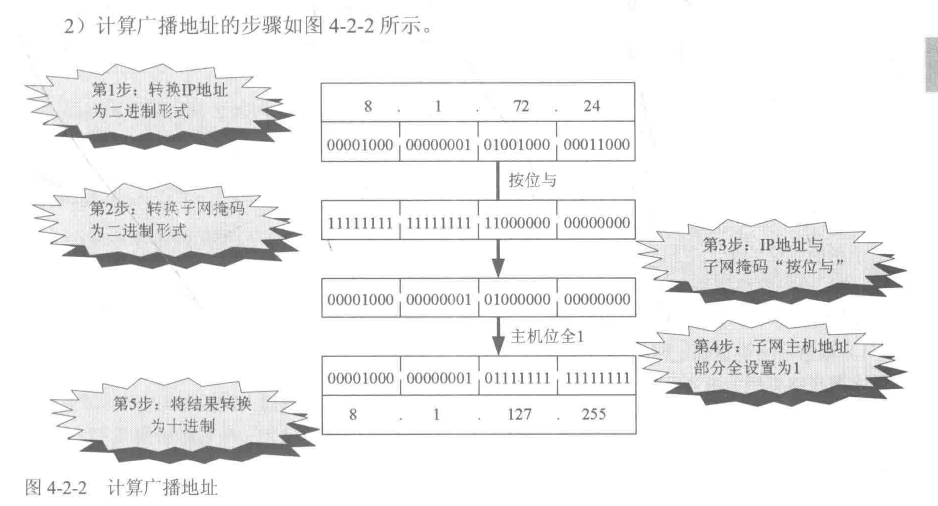 2）计算广播地址的步骤如图 4-2-2 所示。
第1步：转换IP地址
为二进制形式
8 . 1 . 72 . 24
00001000 00000001 01001000 00011000
按位与
第2步：转换子网掩码
为二进制形式
11111111 11111111 11000000 00000000
第3步：IP地址与
子网掩码“按位与”
00001000 00000001 01000000 00000000
主机位全1
第4步：子网主机地址
部分全设置为1
00001000 00000001 01111111 11111111
8 . 1 . 127 . 255
第5步：将结果转换
为十进制
图 4-2-2 计算广播地址